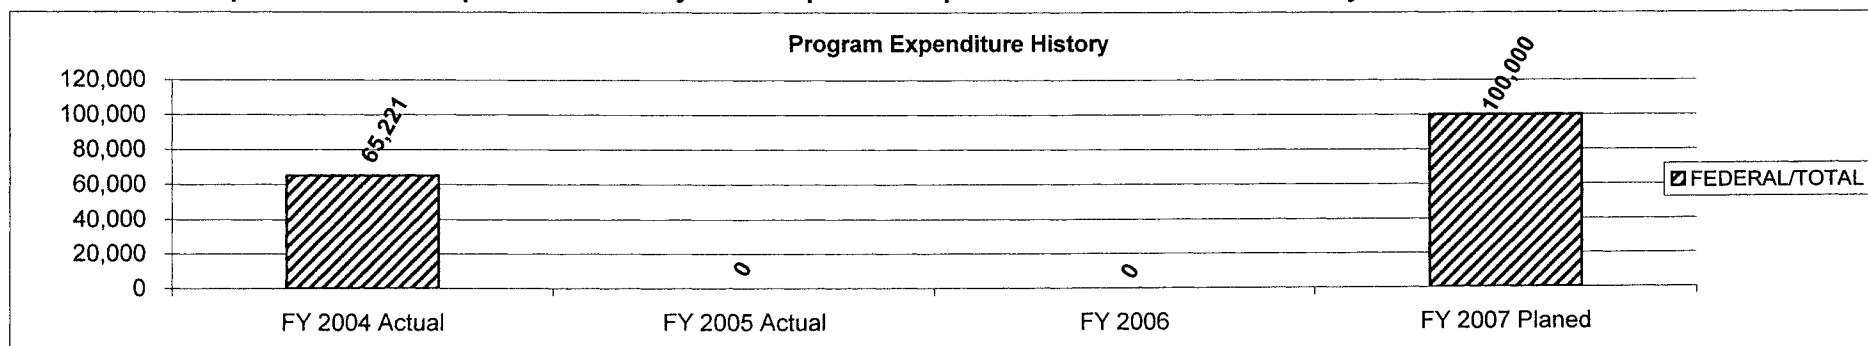 Program Expenditure History
120,000
100,000
80,000
60,000
40,000
20,000
0
65,221
0
0
100,000
FEDERAL/TOTAL
FY 2004 Actual
FY 2005 Actual
FY 2006
FY 2007 Planed